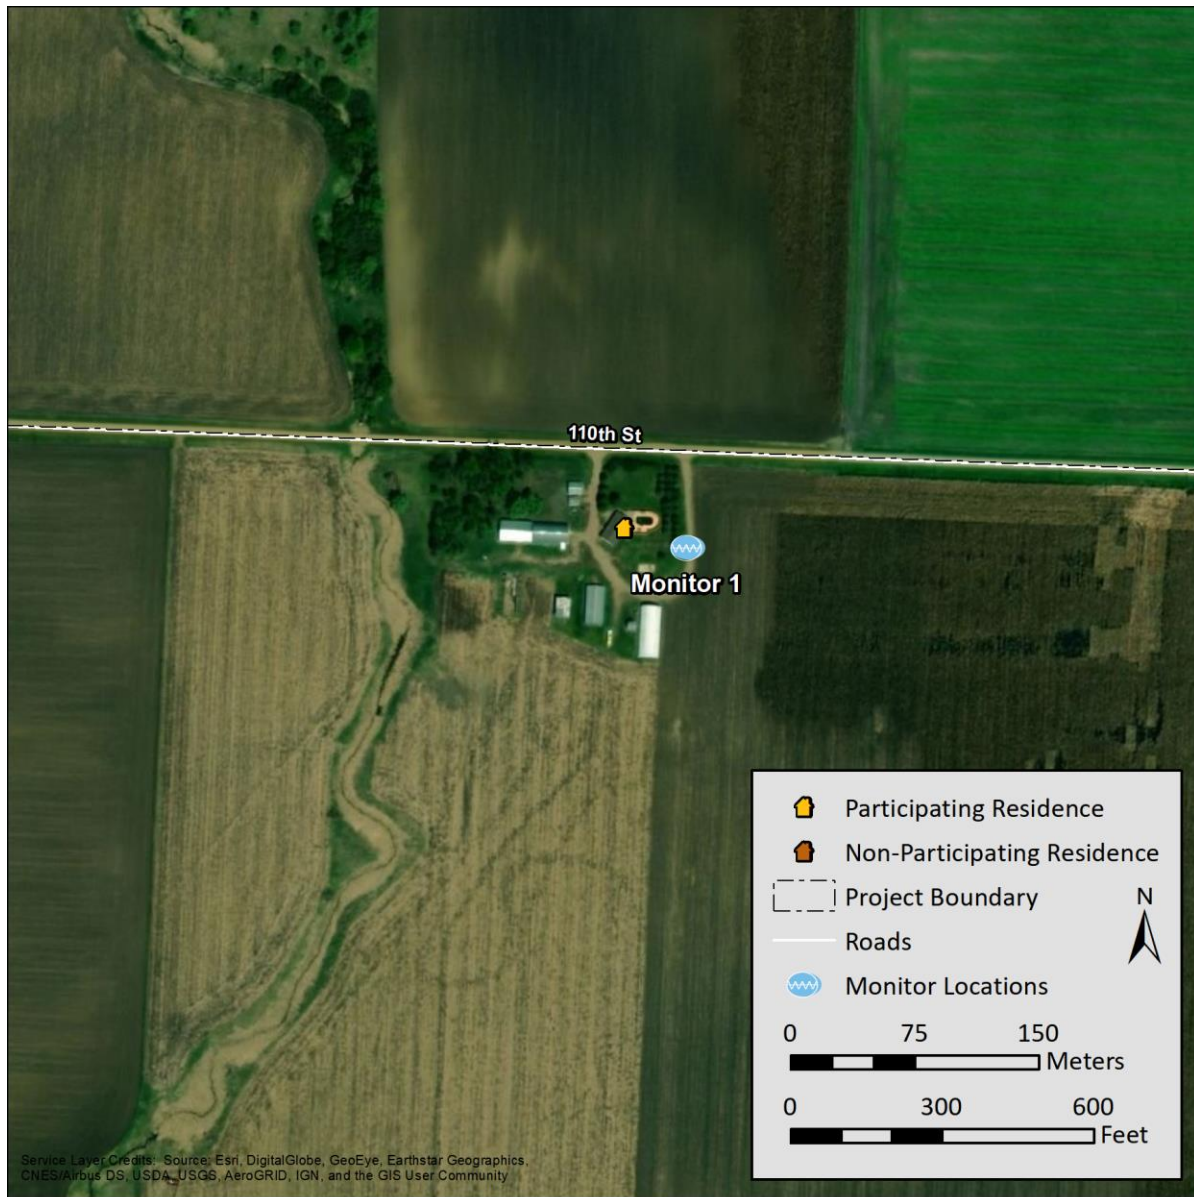 110th St
Monitor 1
Participating Residence
Non-Participating Residence
Project Boundary
N
Roads
Monitor Locations
0 75 150
Meters
0 300 600
Feet
Service Layer Credits: Source: Esri, DigitalGlobe, GeoEye, Earthstar Geographics,
CNES/Airbus DS, USDA, USGS, AeroGRID, IGN, and the GIS User Community